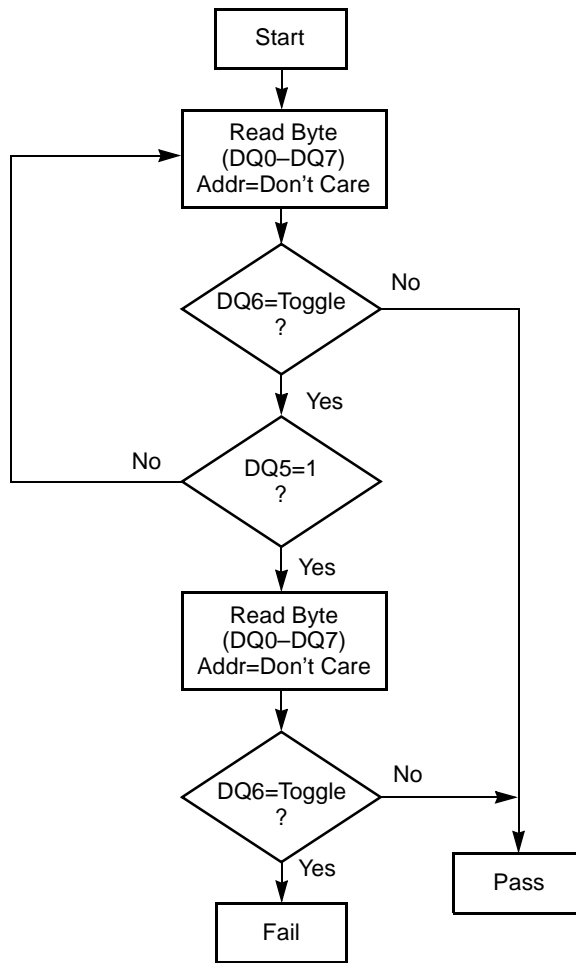 Start
Read Byte
(DQ0–DQ7)
Addr=Don't Care
DQ6=Toggle
?
No
Yes
DQ5=1
?
No
Yes
Read Byte
(DQ0–DQ7)
Addr=Don't Care
DQ6=Toggle
?
No
Yes
Pass
Fail